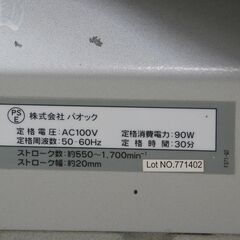 PS E 株式会社 パオック
定格電圧:AC100V 定格消費電力:90W
定格周波数:50-60Hz 定格時間:30分
ストローク数:約550~1,700min⁻¹
ストローク幅:約20mm
Lot NO.771402